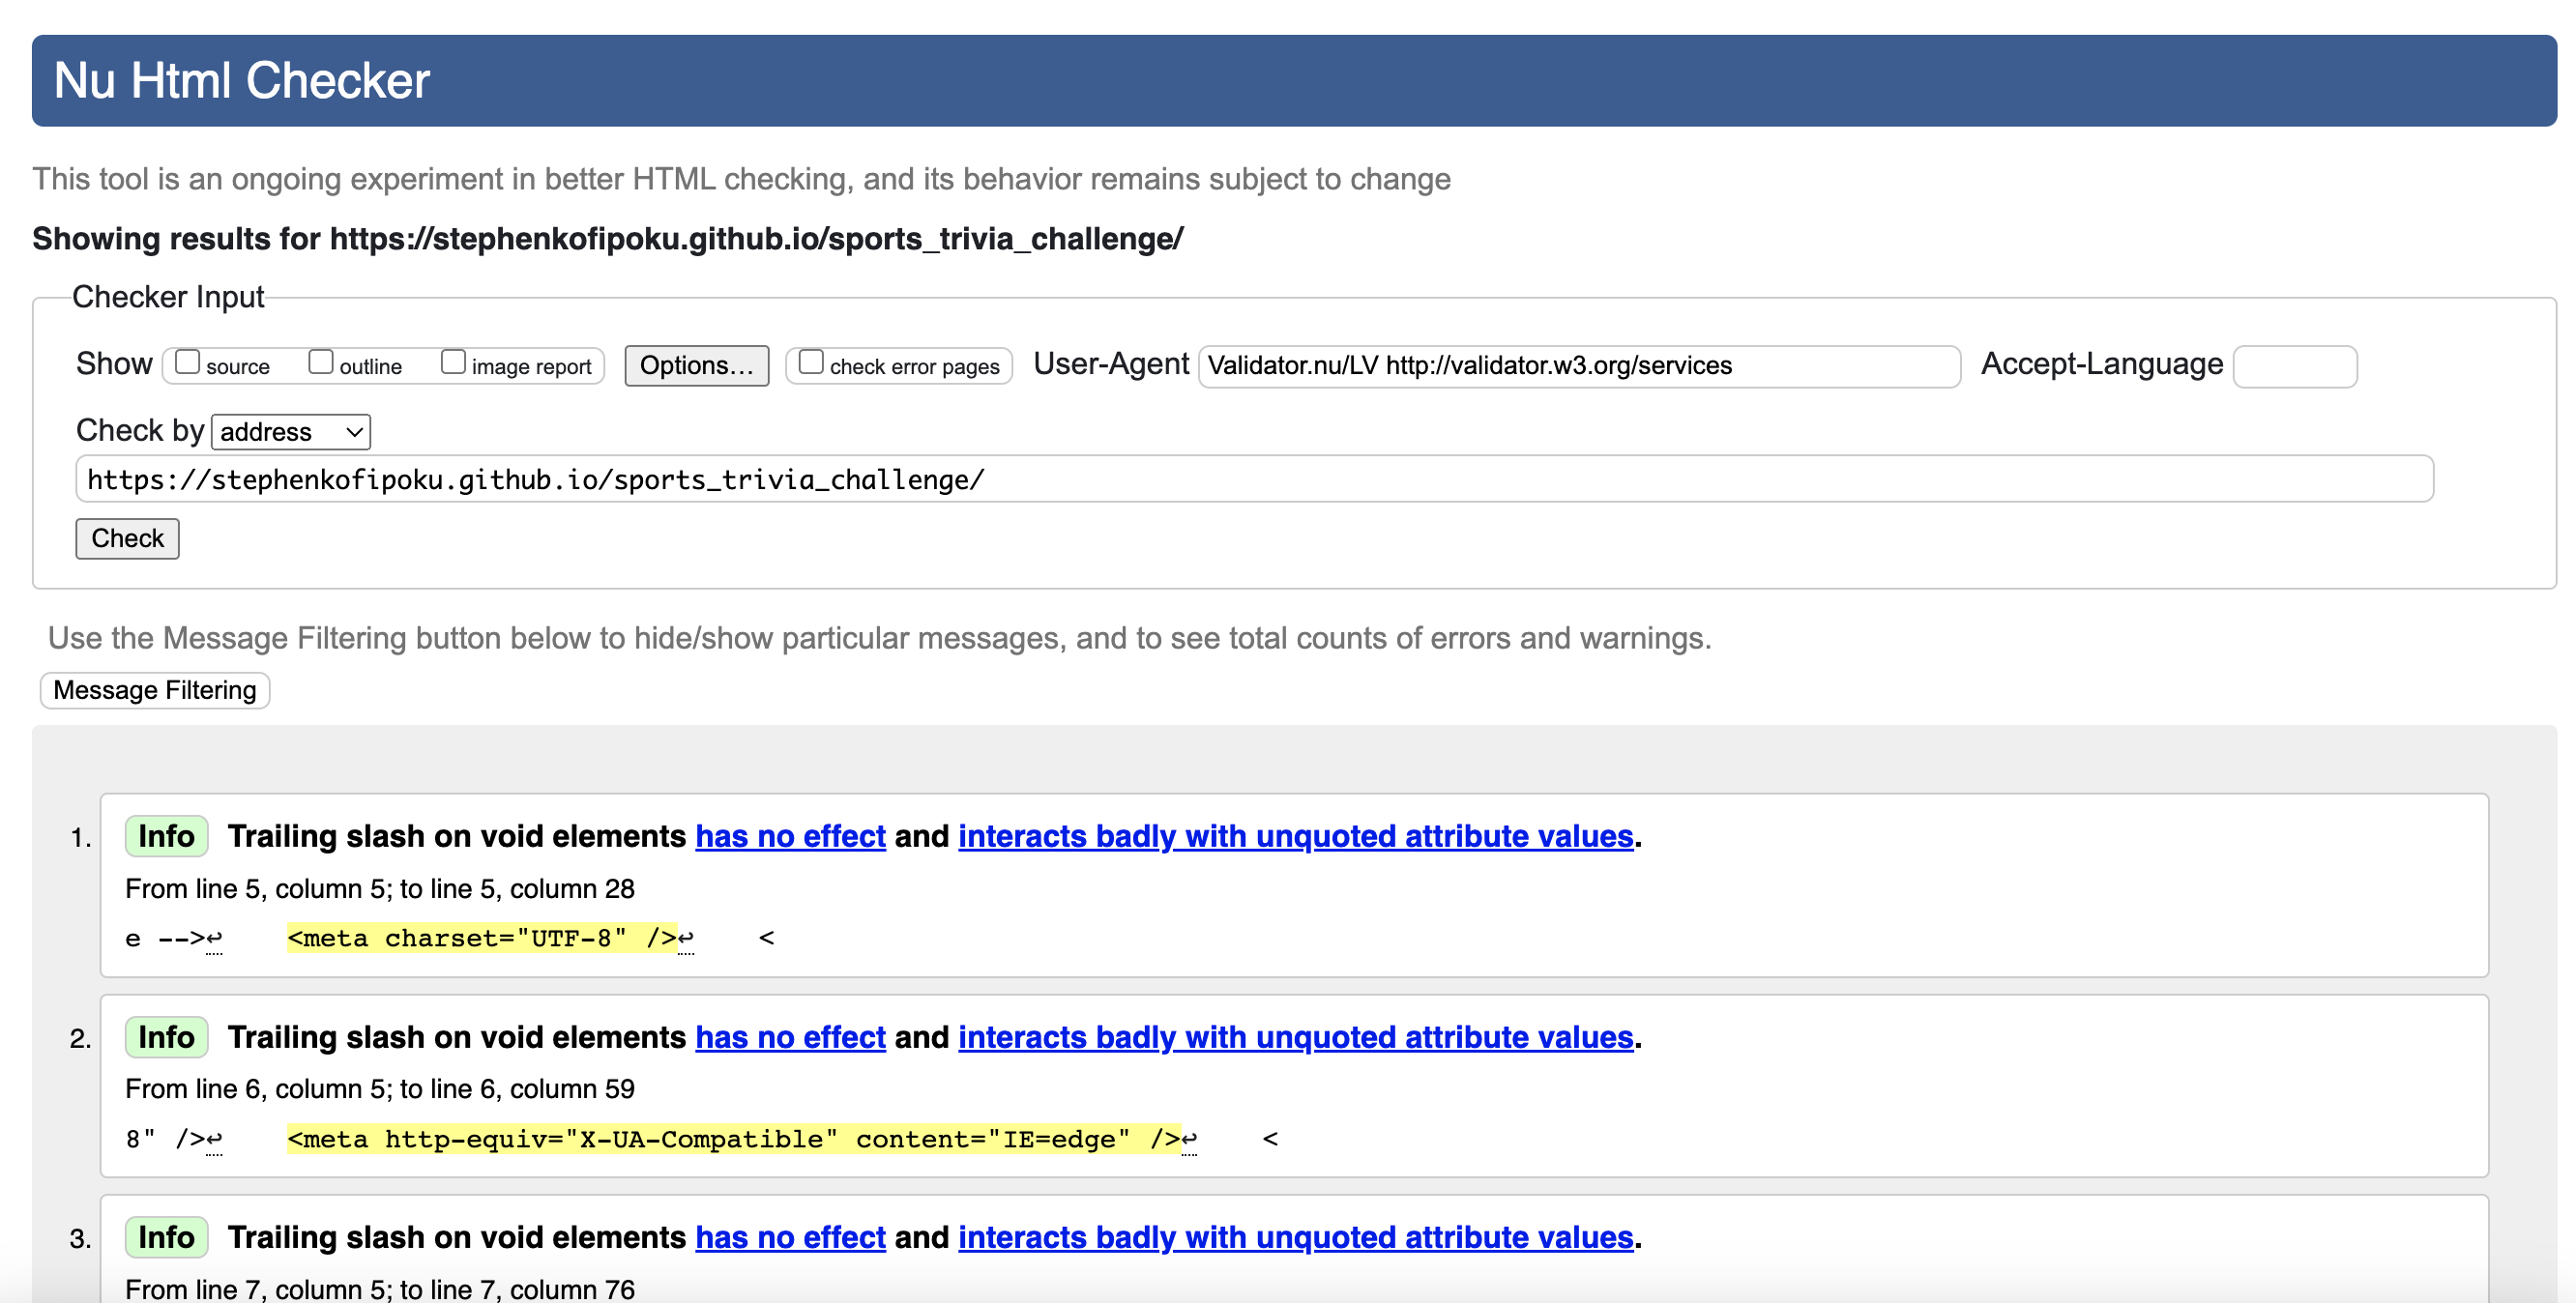 Nu Html Checker
This tool is an ongoing experiment in better HTML checking, and its behavior remains subject to change
Showing results for https://stephenkofipoku.github.io/sports_trivia_challenge/
Checker Input
Show source outline image report Options... check error pages User-Agent Validator.nu/LV http://validator.w3.org/services Accept-Language
Check by address
https://stephenkofipoku.github.io/sports_trivia_challenge/
Check
Use the Message Filtering button below to hide/show particular messages, and to see total counts of errors and warnings.
Message Filtering
1. Info Trailing slash on void elements has no effect and interacts badly with unquoted attribute values.
From line 5, column 5; to line 5, column 28
e -->↩ <meta charset="UTF-8" />↩ <
2. Info Trailing slash on void elements has no effect and interacts badly with unquoted attribute values.
From line 6, column 5; to line 6, column 59
8" />↩ <meta http-equiv="X-UA-Compatible" content="IE=edge" />↩ <
3. Info Trailing slash on void elements has no effect and interacts badly with unquoted attribute values.
From line 7, column 5; to line 7, column 76